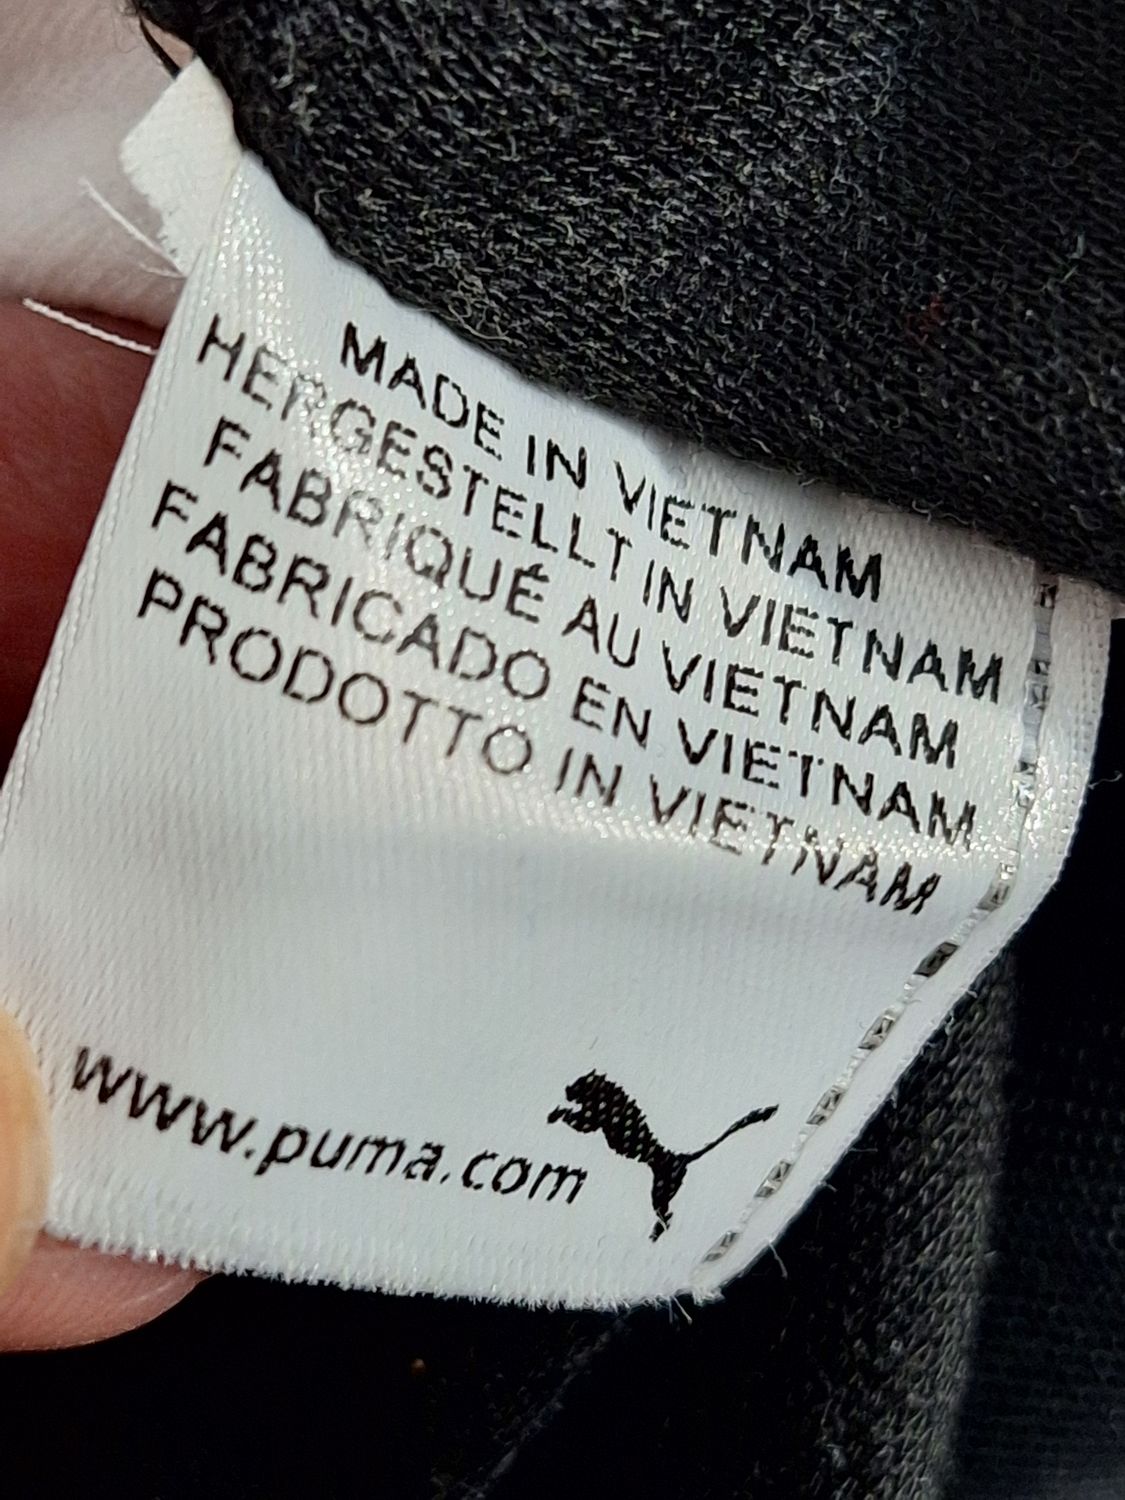 MADE IN VIETNAM
HERGESTELLT IN VIETNAM
FABRIQUÉ AU VIETNAM
FABRICADO EN VIETNAM
PRODOTTO IN VIETNAM
www.puma.com